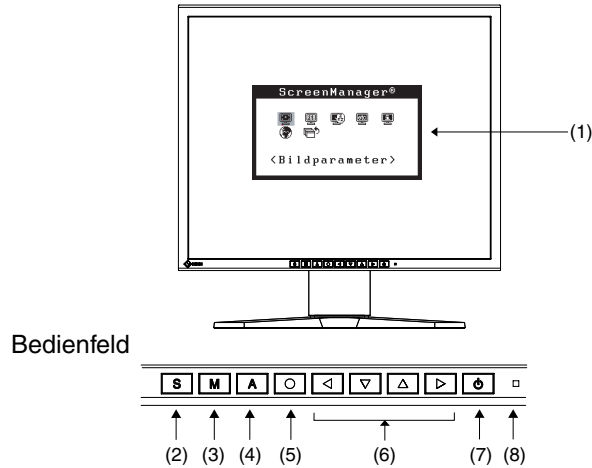 ScreenManager®
<Bildparameter>
(1)
Bedienfeld
S M A
(2) (3) (4) (5) (6) (7) (8)